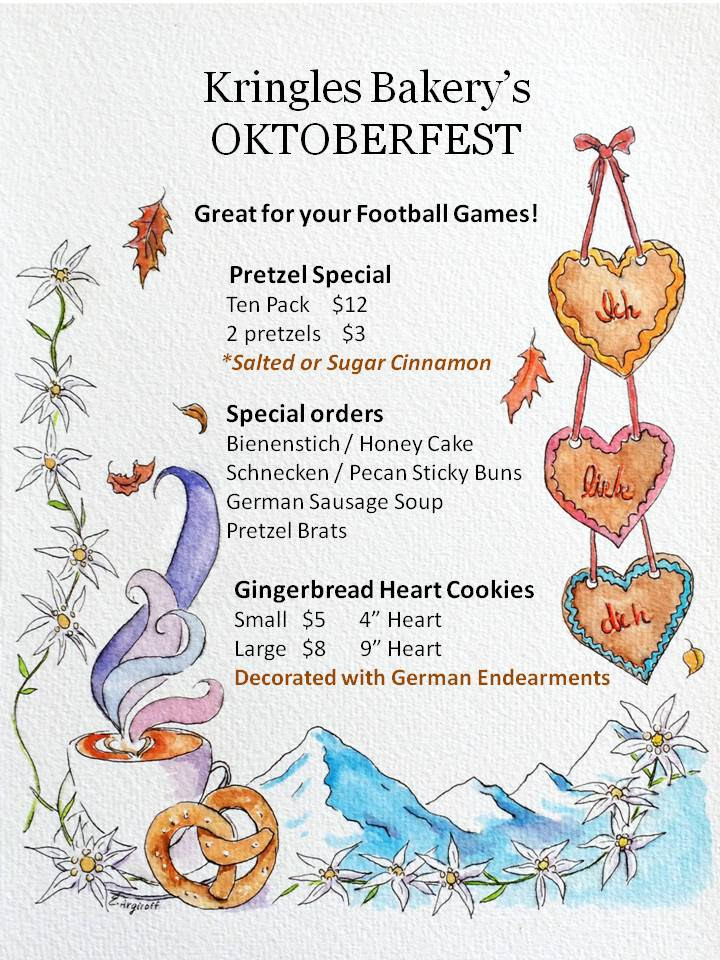 Kringles Bakery's
OKTOBERFEST
Great for your Football Games!
Pretzel Special
Ten Pack $12
2 pretzels $3
*Salted or Sugar Cinnamon
Special orders
Bienenstich / Honey Cake
Schnecken / Pecan Sticky Buns
German Sausage Soup
Pretzel Brats
Gingerbread Heart Cookies
Small $5 4” Heart
Large $8 9” Heart
Decorated with German Endearments
Ich
liebe
dich
E. Argiroff